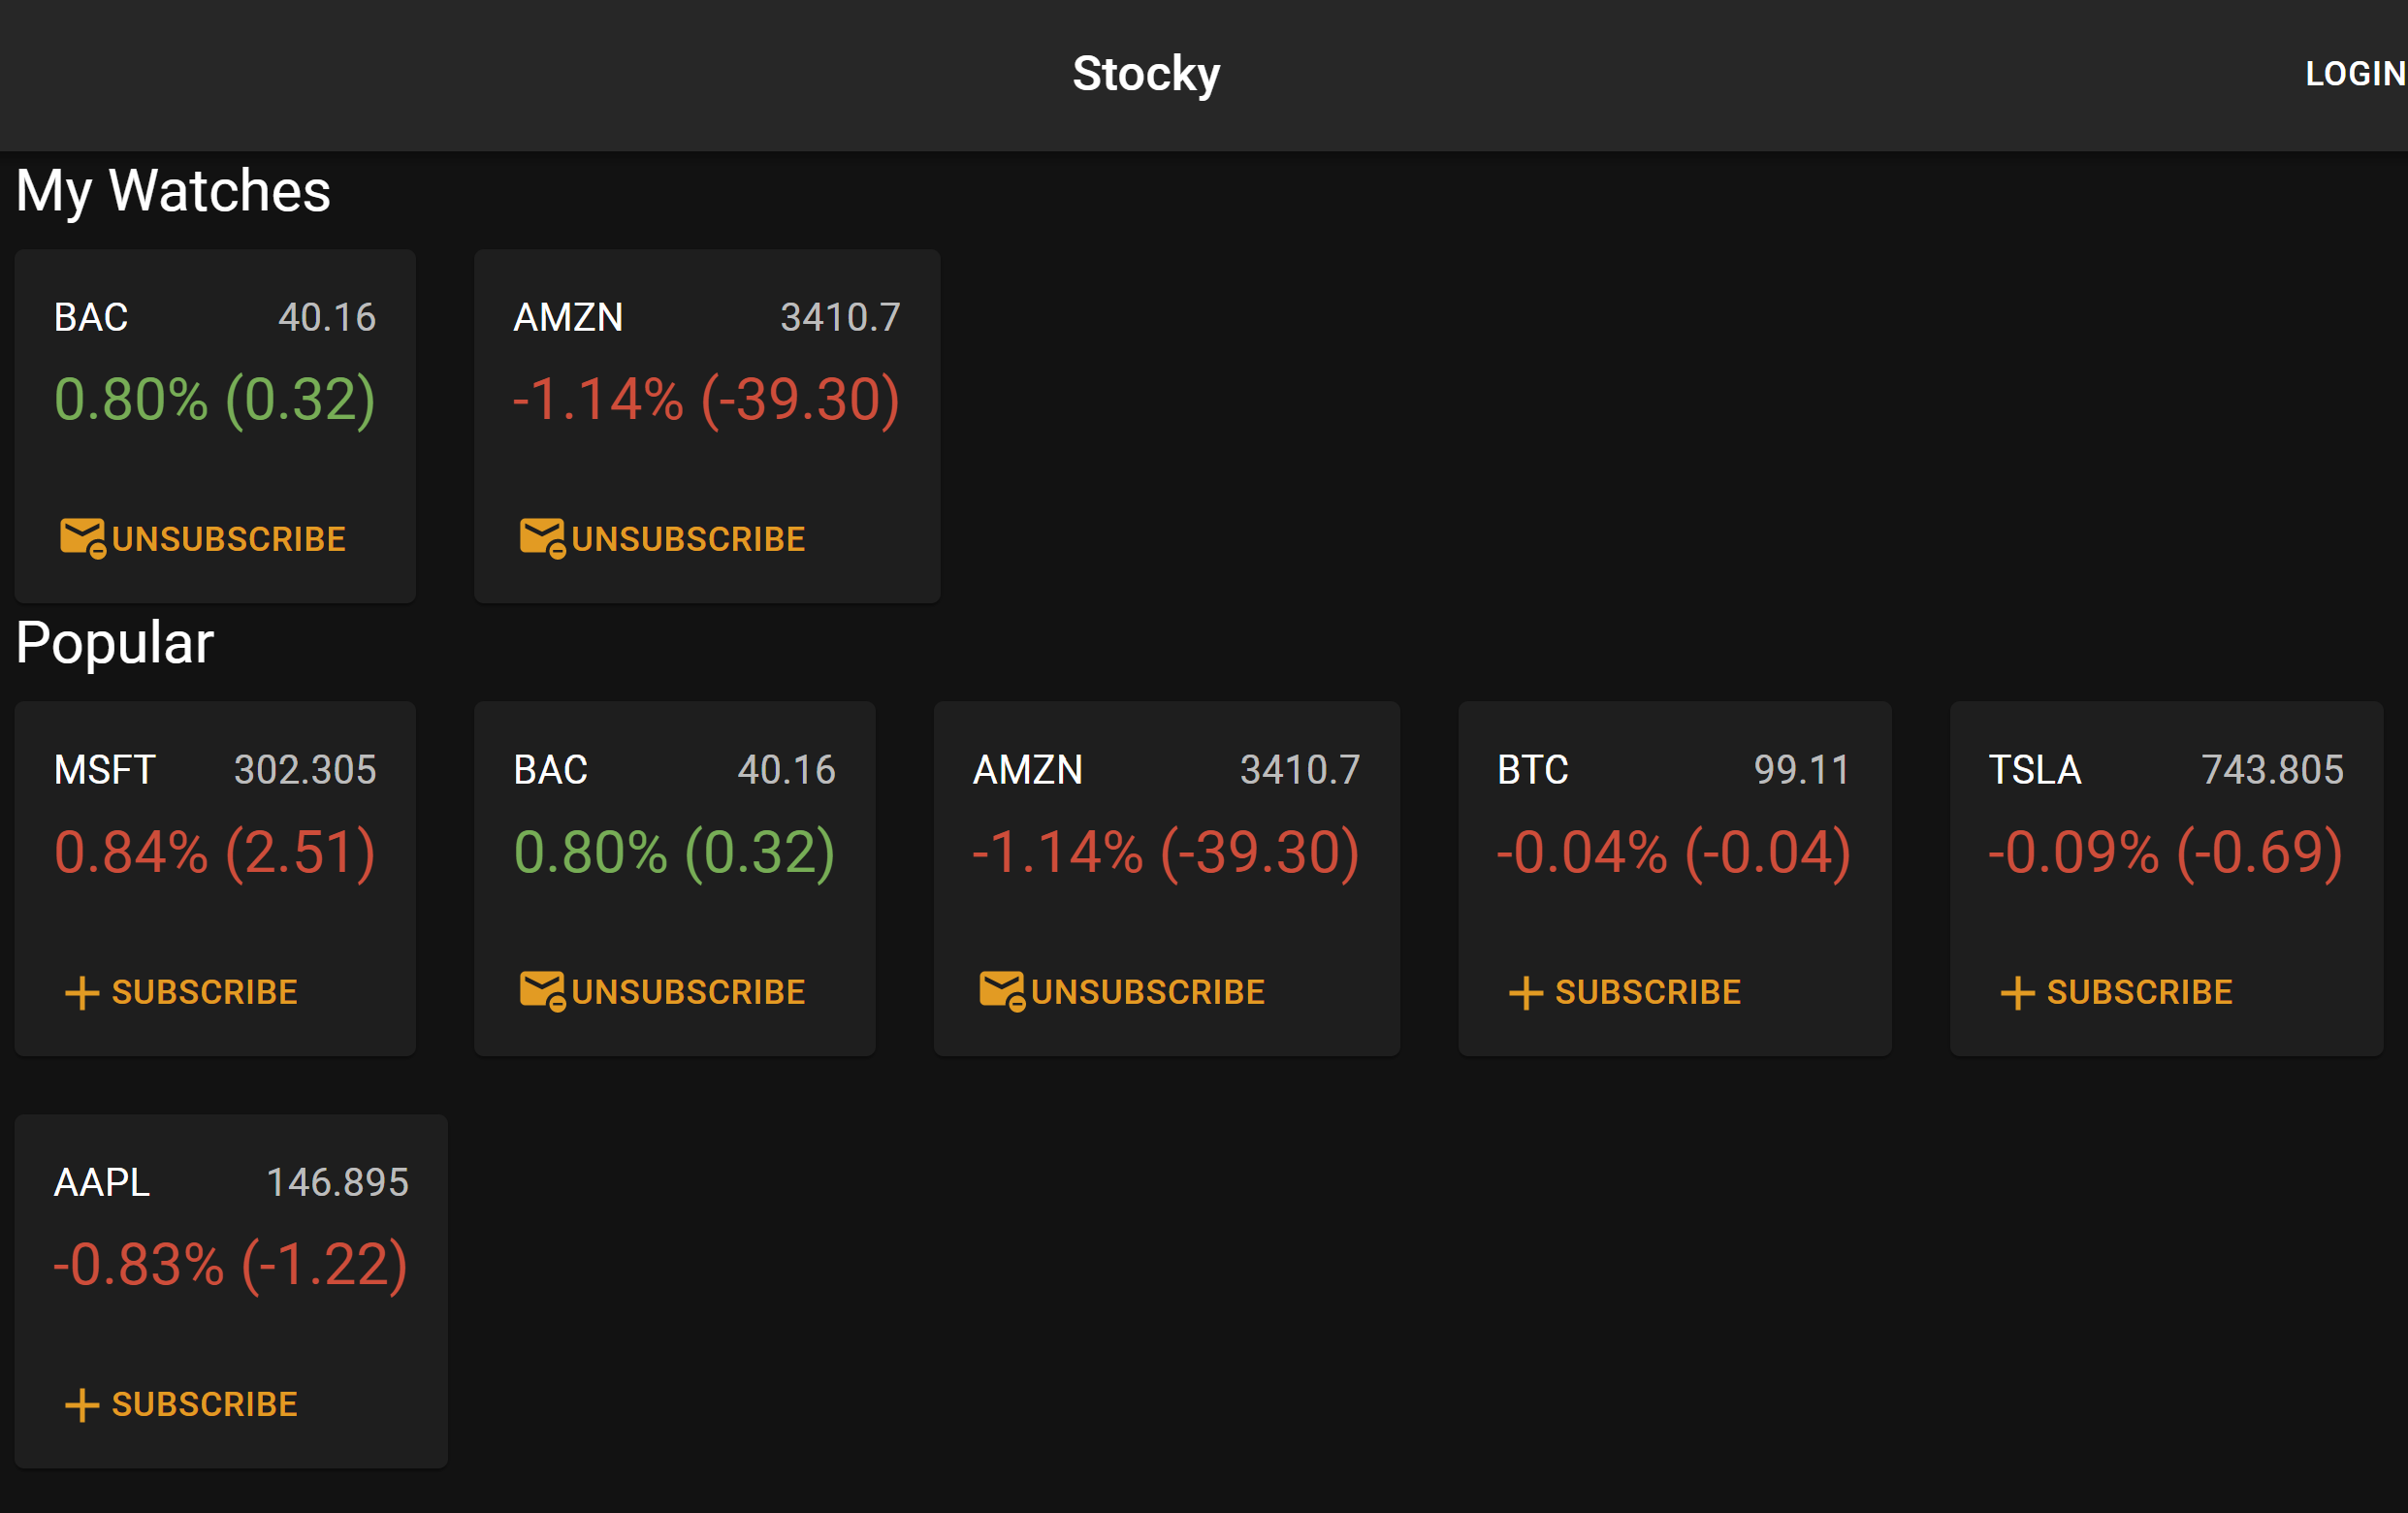 Stocky
LOGIN
My Watches
BAC 40.16
0.80% (0.32)
UNSUBSCRIBE
AMZN 3410.7
-1.14% (-39.30)
UNSUBSCRIBE
Popular
MSFT 302.305
0.84% (2.51)
SUBSCRIBE
BAC 40.16
0.80% (0.32)
UNSUBSCRIBE
AMZN 3410.7
-1.14% (-39.30)
UNSUBSCRIBE
BTC 99.11
-0.04% (-0.04)
SUBSCRIBE
TSLA 743.805
-0.09% (-0.69)
SUBSCRIBE
AAPL 146.895
-0.83% (-1.22)
SUBSCRIBE